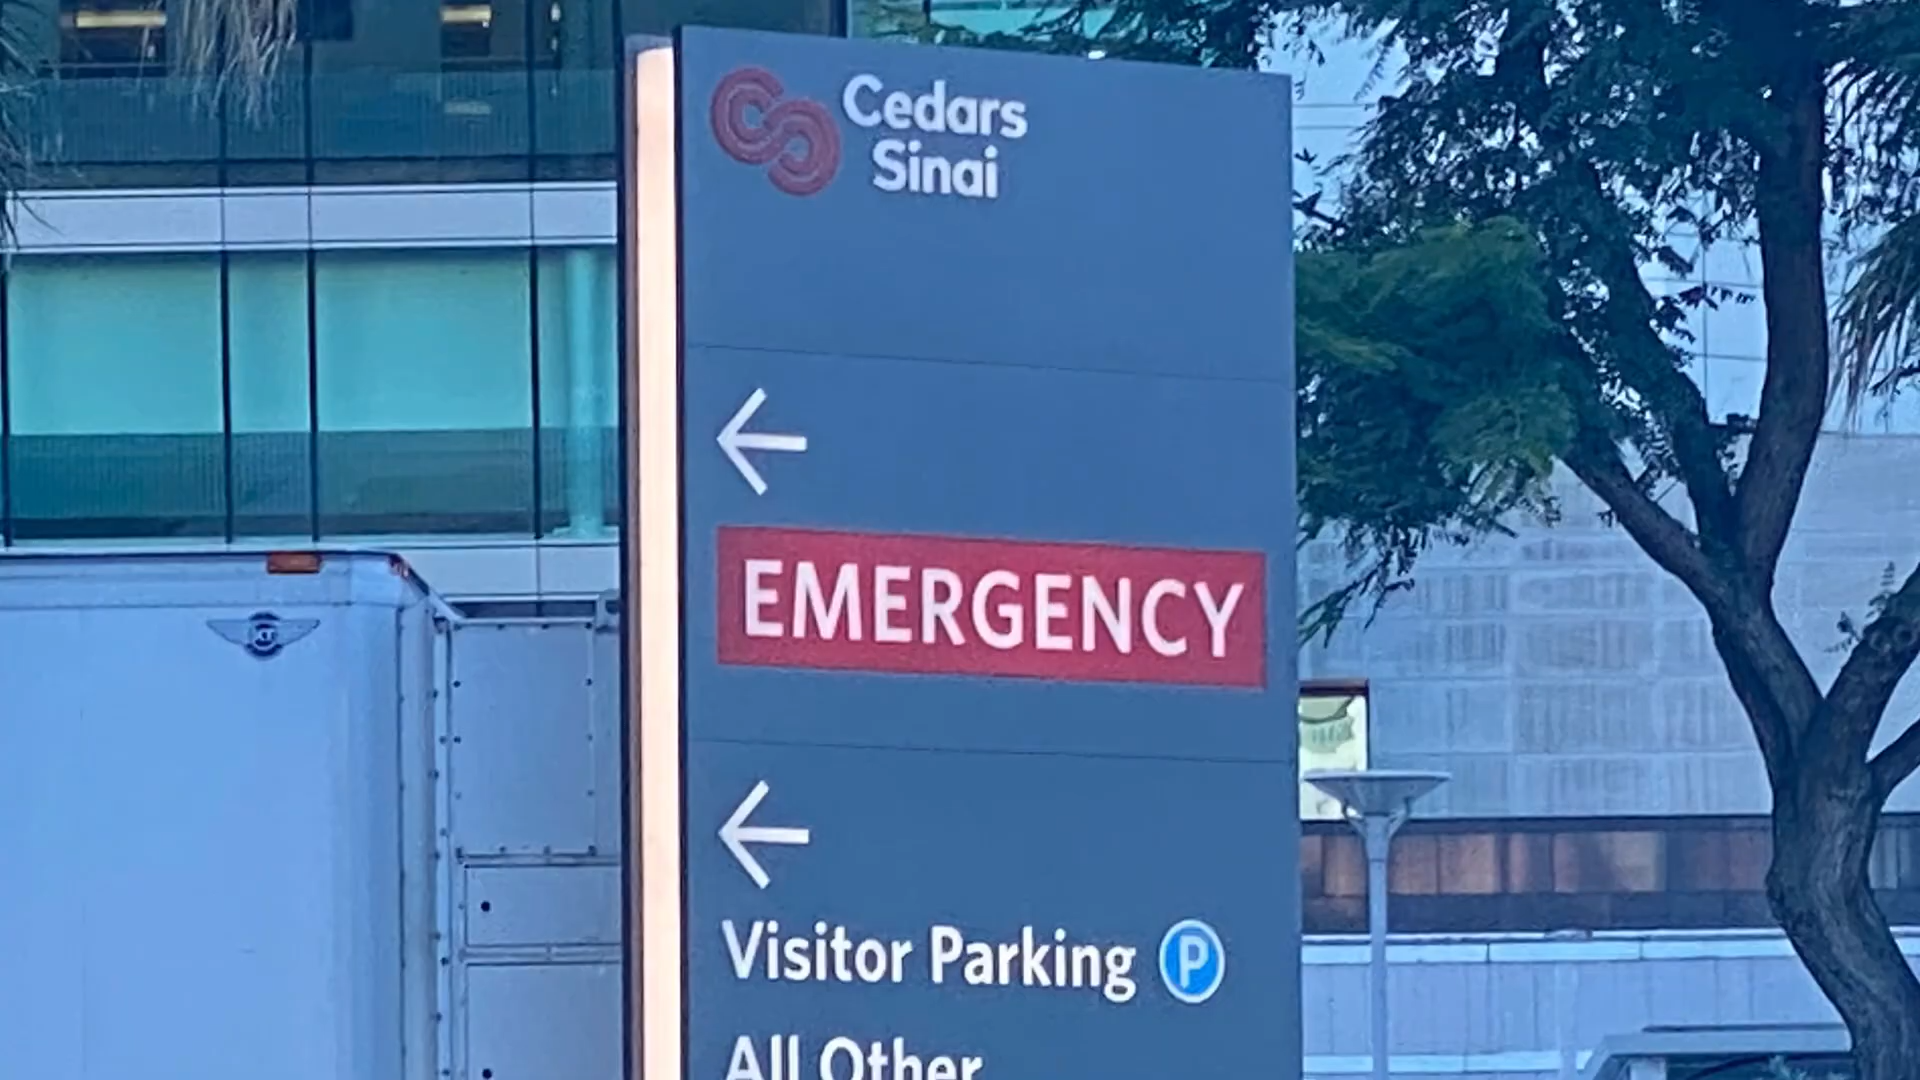 Cedars
Sinai
EMERGENCY
Visitor Parking P
All Other